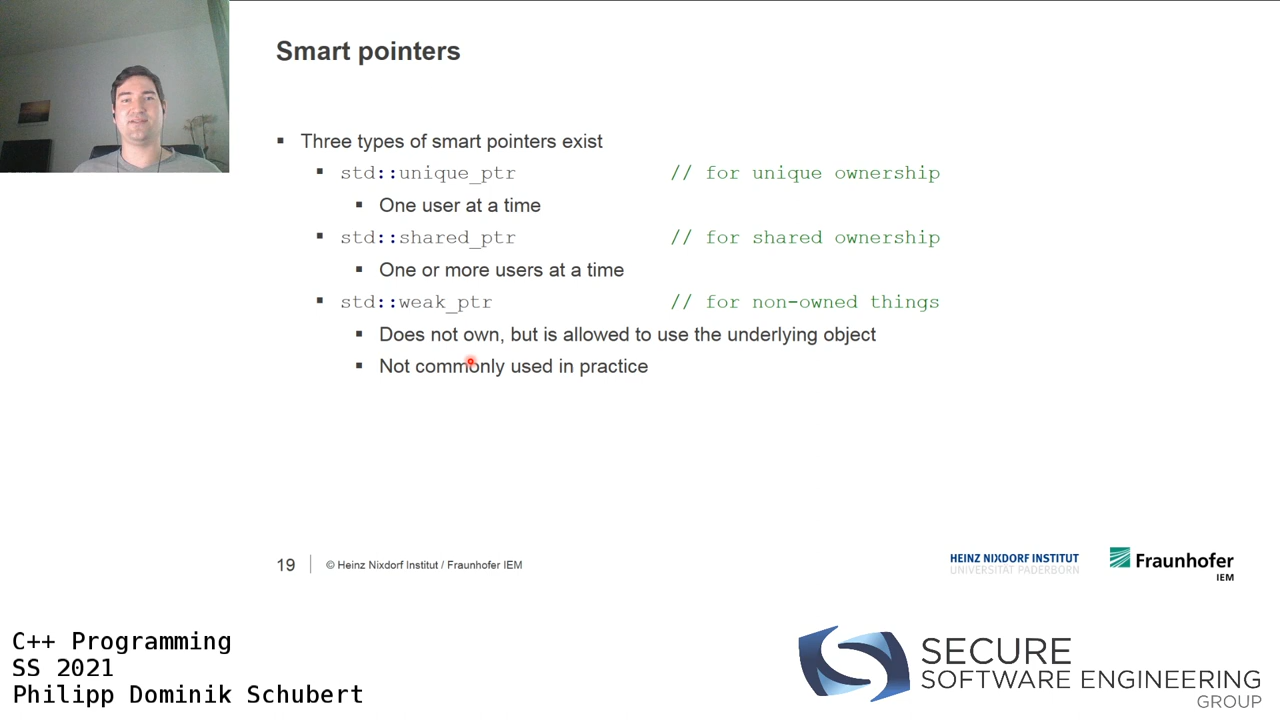 Smart pointers
▪ Three types of smart pointers exist
▪ std::unique_ptr // for unique ownership
▪ One user at a time
▪ std::shared_ptr // for shared ownership
▪ One or more users at a time
▪ std::weak_ptr // for non-owned things
▪ Does not own, but is allowed to use the underlying object
▪ Not commonly used in practice
19 | © Heinz Nixdorf Institut / Fraunhofer IEM
HEINZ NIXDORF INSTITUT
UNIVERSITÄT PADERBORN
Fraunhofer
IEM
C++ Programming
SS 2021
Philipp Dominik Schubert
SECURE
SOFTWARE ENGINEERING
GROUP